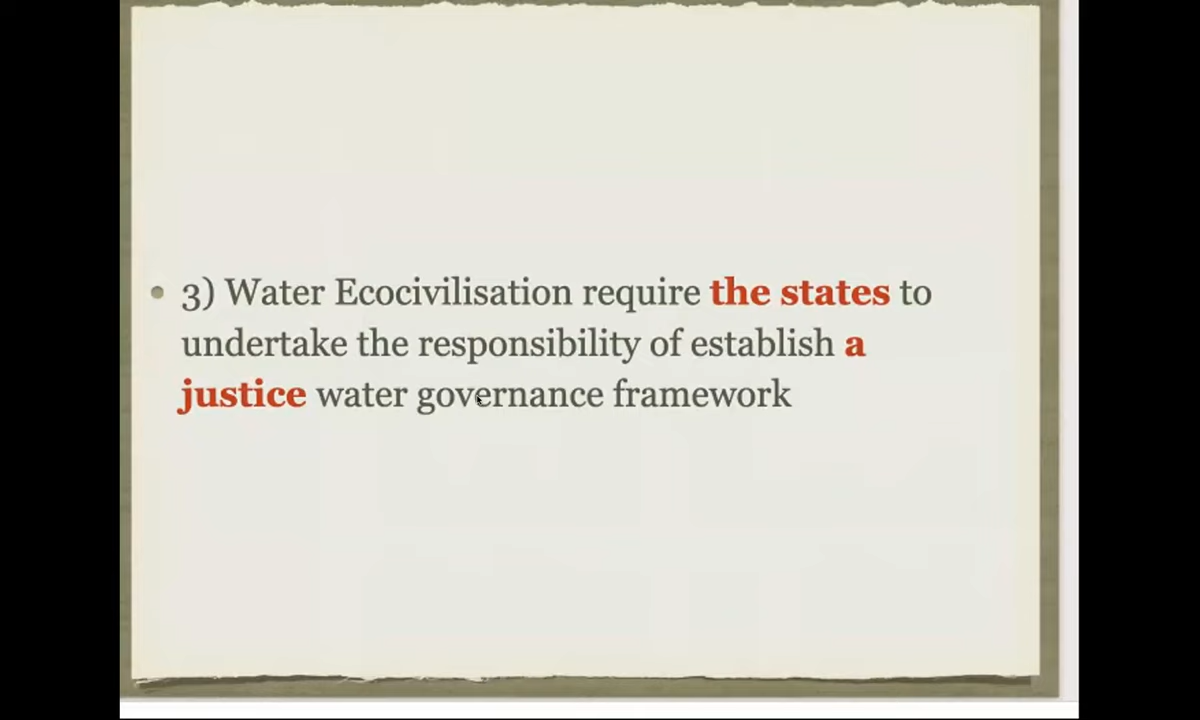 • 3) Water Ecocivilisation require the states to
undertake the responsibility of establish a
justice water governance framework